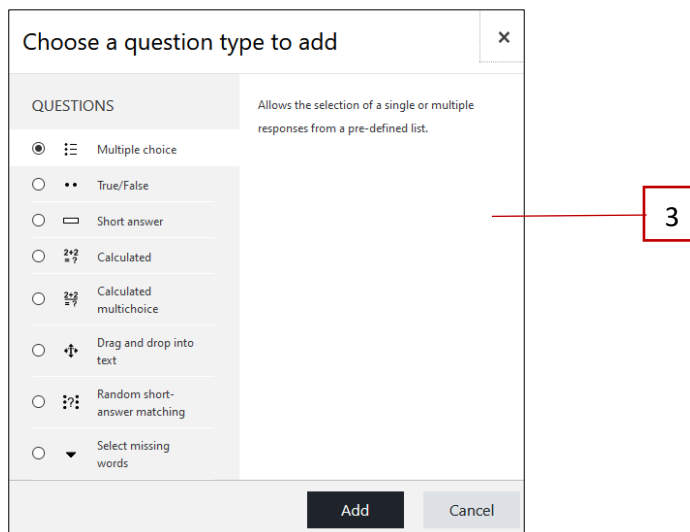 Choose a question type to add
×
QUESTIONS
Allows the selection of a single or multiple
responses from a pre-defined list.
Multiple choice
True/False
Short answer
2+2
= ?
Calculated
2+2
= ?
Calculated
multichoice
Drag and drop into
text
?
Random short-
answer matching
Select missing
words
Add
Cancel
3